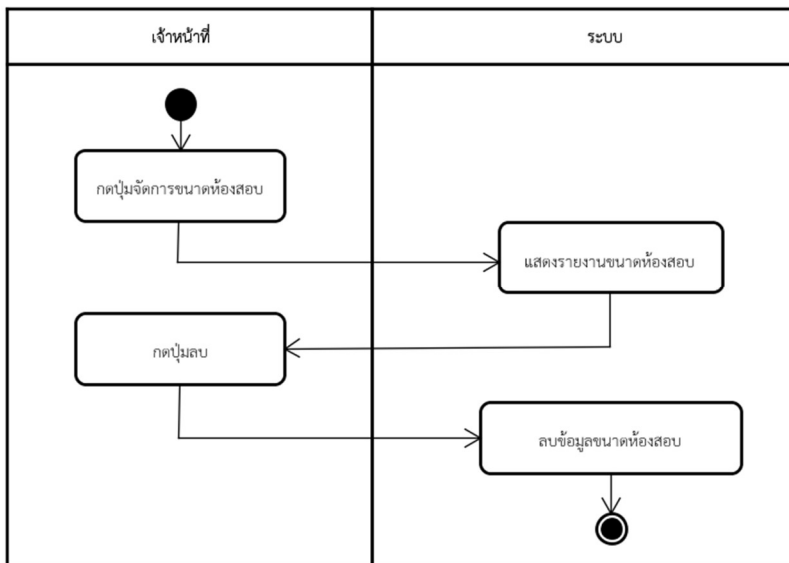 เจ้าหน้าที่
ระบบ
กดปุ่มจัดการขนาดห้องสอบ
แสดงรายงานขนาดห้องสอบ
กดปุ่มลบ
ลบข้อมูลขนาดห้องสอบ